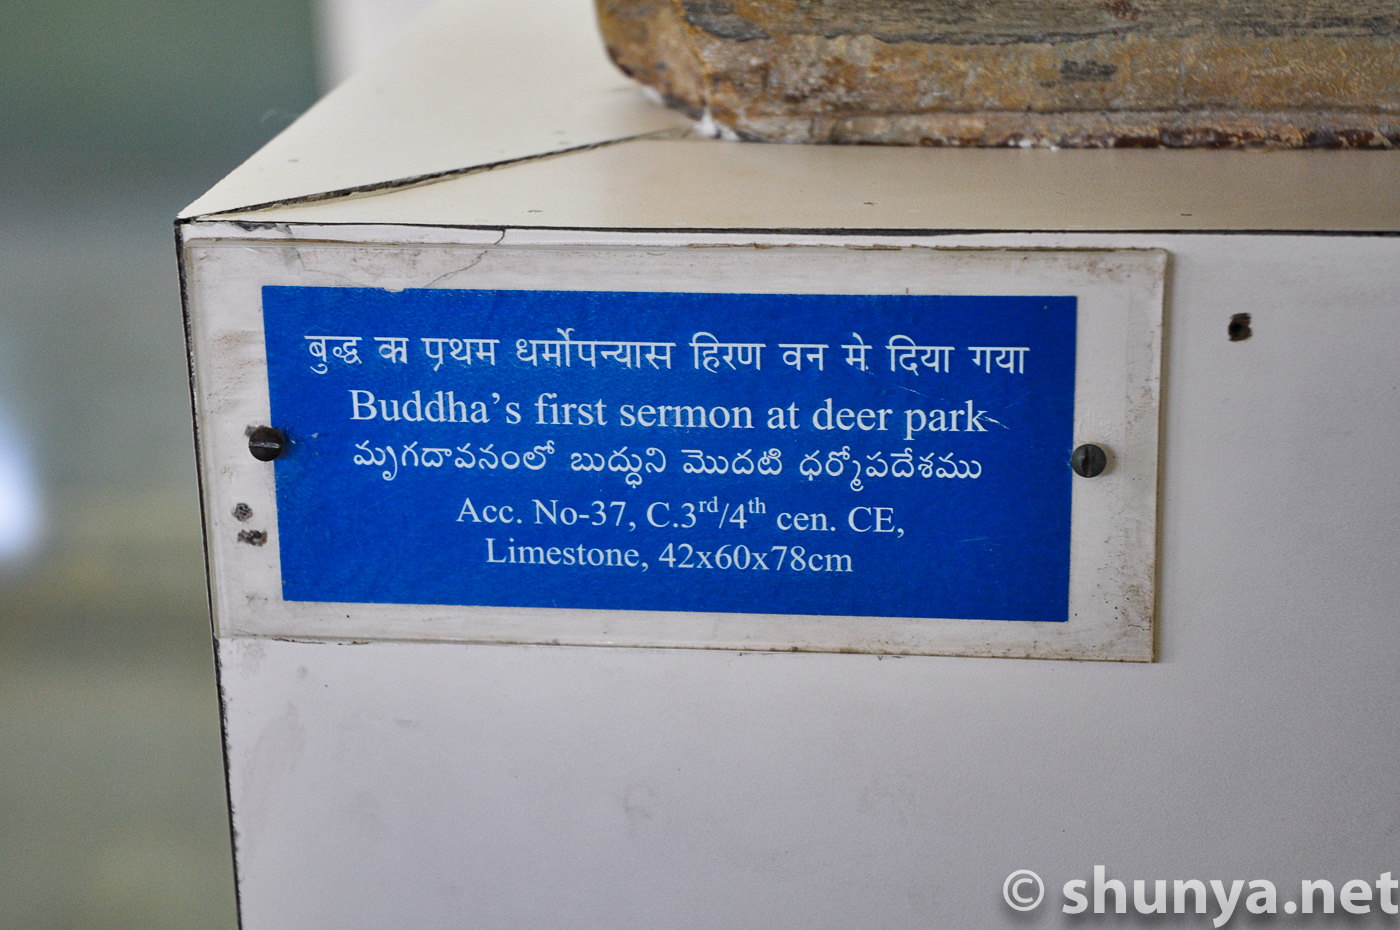 बुद्ध का प्रथम धर्मोपन्यास हिरण वन मे दिया गया
Buddha's first sermon at deer park
మృగదావనంలో బుద్ధుని మొదటి ధర్మోపదేశము
Acc. No-37, C.3rd/4th cen. CE,
Limestone, 42x60x78cm
© shunya.net